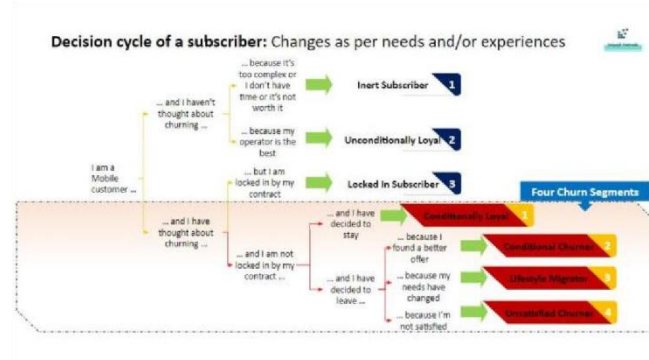 Decision cycle of a subscriber: Changes as per needs and/or experiences
... because it's
too complex or
I don't have
time or it's not
worth it
Inert Subscriber 1
... and I haven't
thought about
churning ...
... because my
operator is the
best
Unconditionally Loyal 2
I am a
Mobile
customer ...
... but I am
locked in by my
contract
Locked In Subscriber 3
Four Churn Segments
... and I have
thought about
churning ...
... and I have
decided to
stay
Conditionally Loyal 1
... and I am not
locked in by my
contract ...
... because I
found a better
offer
Conditional Churner 2
... and I have
decided to
leave ...
... because my
needs have
changed
Lifestyle Migrator 3
... because I'm
not satisfied
Unsatisfied Churner 4